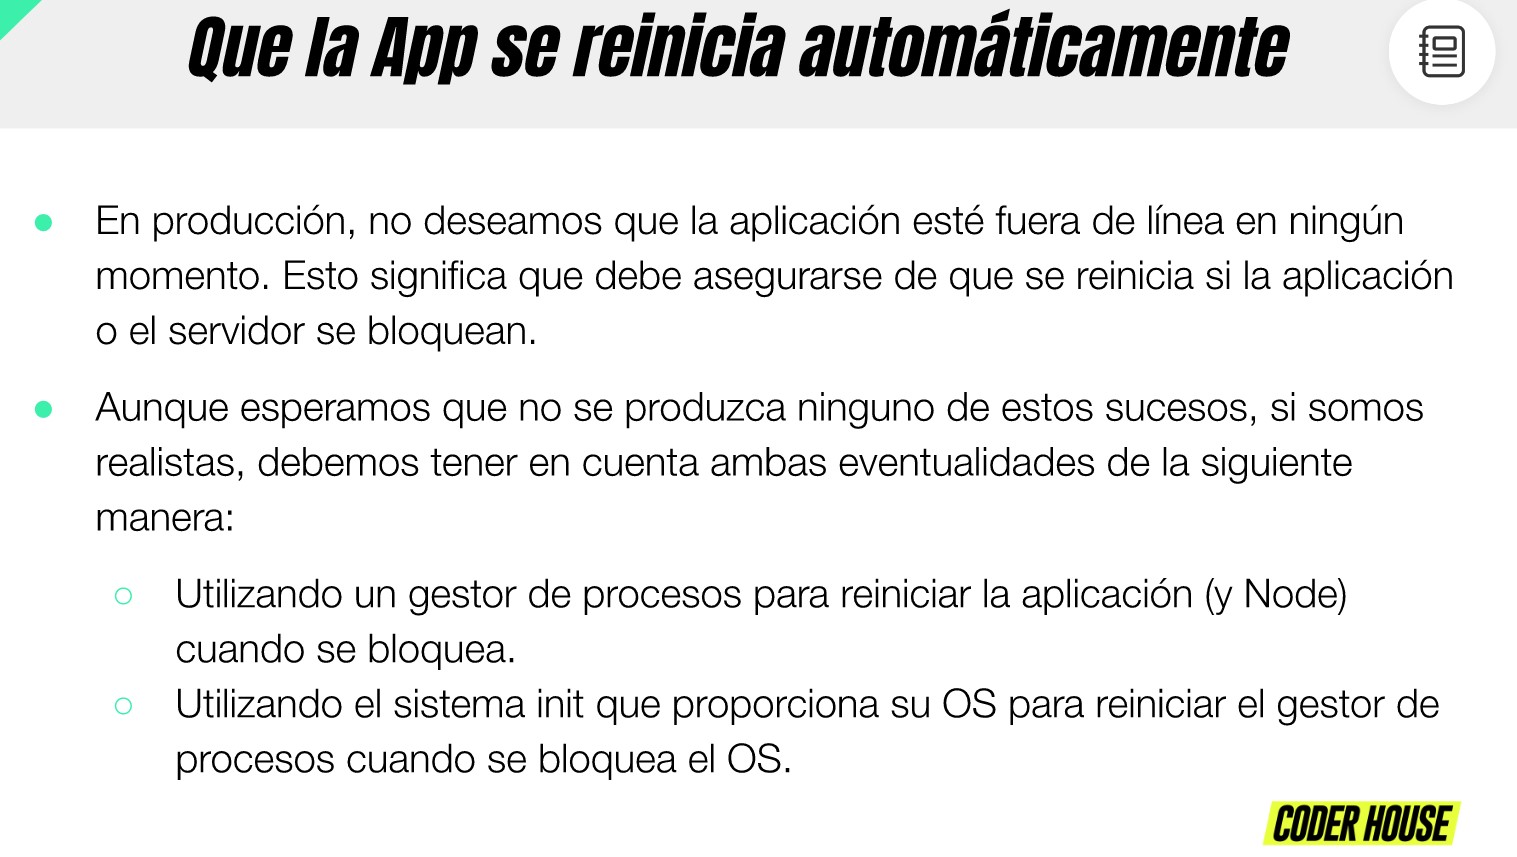 Que la App se reinicia automáticamente
● En producción, no deseamos que la aplicación esté fuera de línea en ningún
momento. Esto significa que debe asegurarse de que se reinicia si la aplicación
o el servidor se bloquean.
● Aunque esperamos que no se produzca ninguno de estos sucesos, si somos
realistas, debemos tener en cuenta ambas eventualidades de la siguiente
manera:
○ Utilizando un gestor de procesos para reiniciar la aplicación (y Node)
cuando se bloquea.
○ Utilizando el sistema init que proporciona su OS para reiniciar el gestor de
procesos cuando se bloquea el OS.
CODER HOUSE